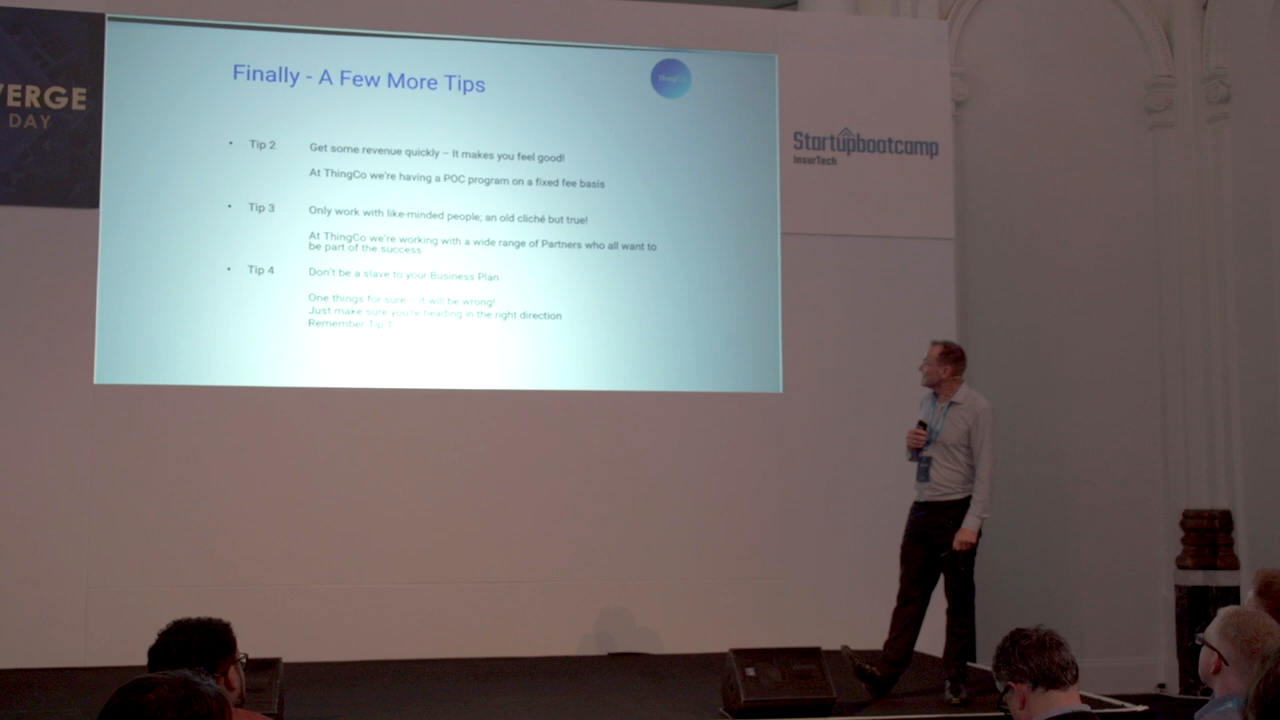 VERGE
DAY
Finally - A Few More Tips
ThingCo
• Tip 2 Get some revenue quickly – It makes you feel good!
At ThingCo we're having a POC program on a fixed fee basis
• Tip 3 Only work with like-minded people; an old cliché but true!
At ThingCo we're working with a wide range of Partners who all want to
be part of the success
• Tip 4 Don't be a slave to your Business Plan
One things for sure - it will be wrong!
Just make sure you're heading in the right direction
Remember Tip 1
Startupbootcamp
InsurTech